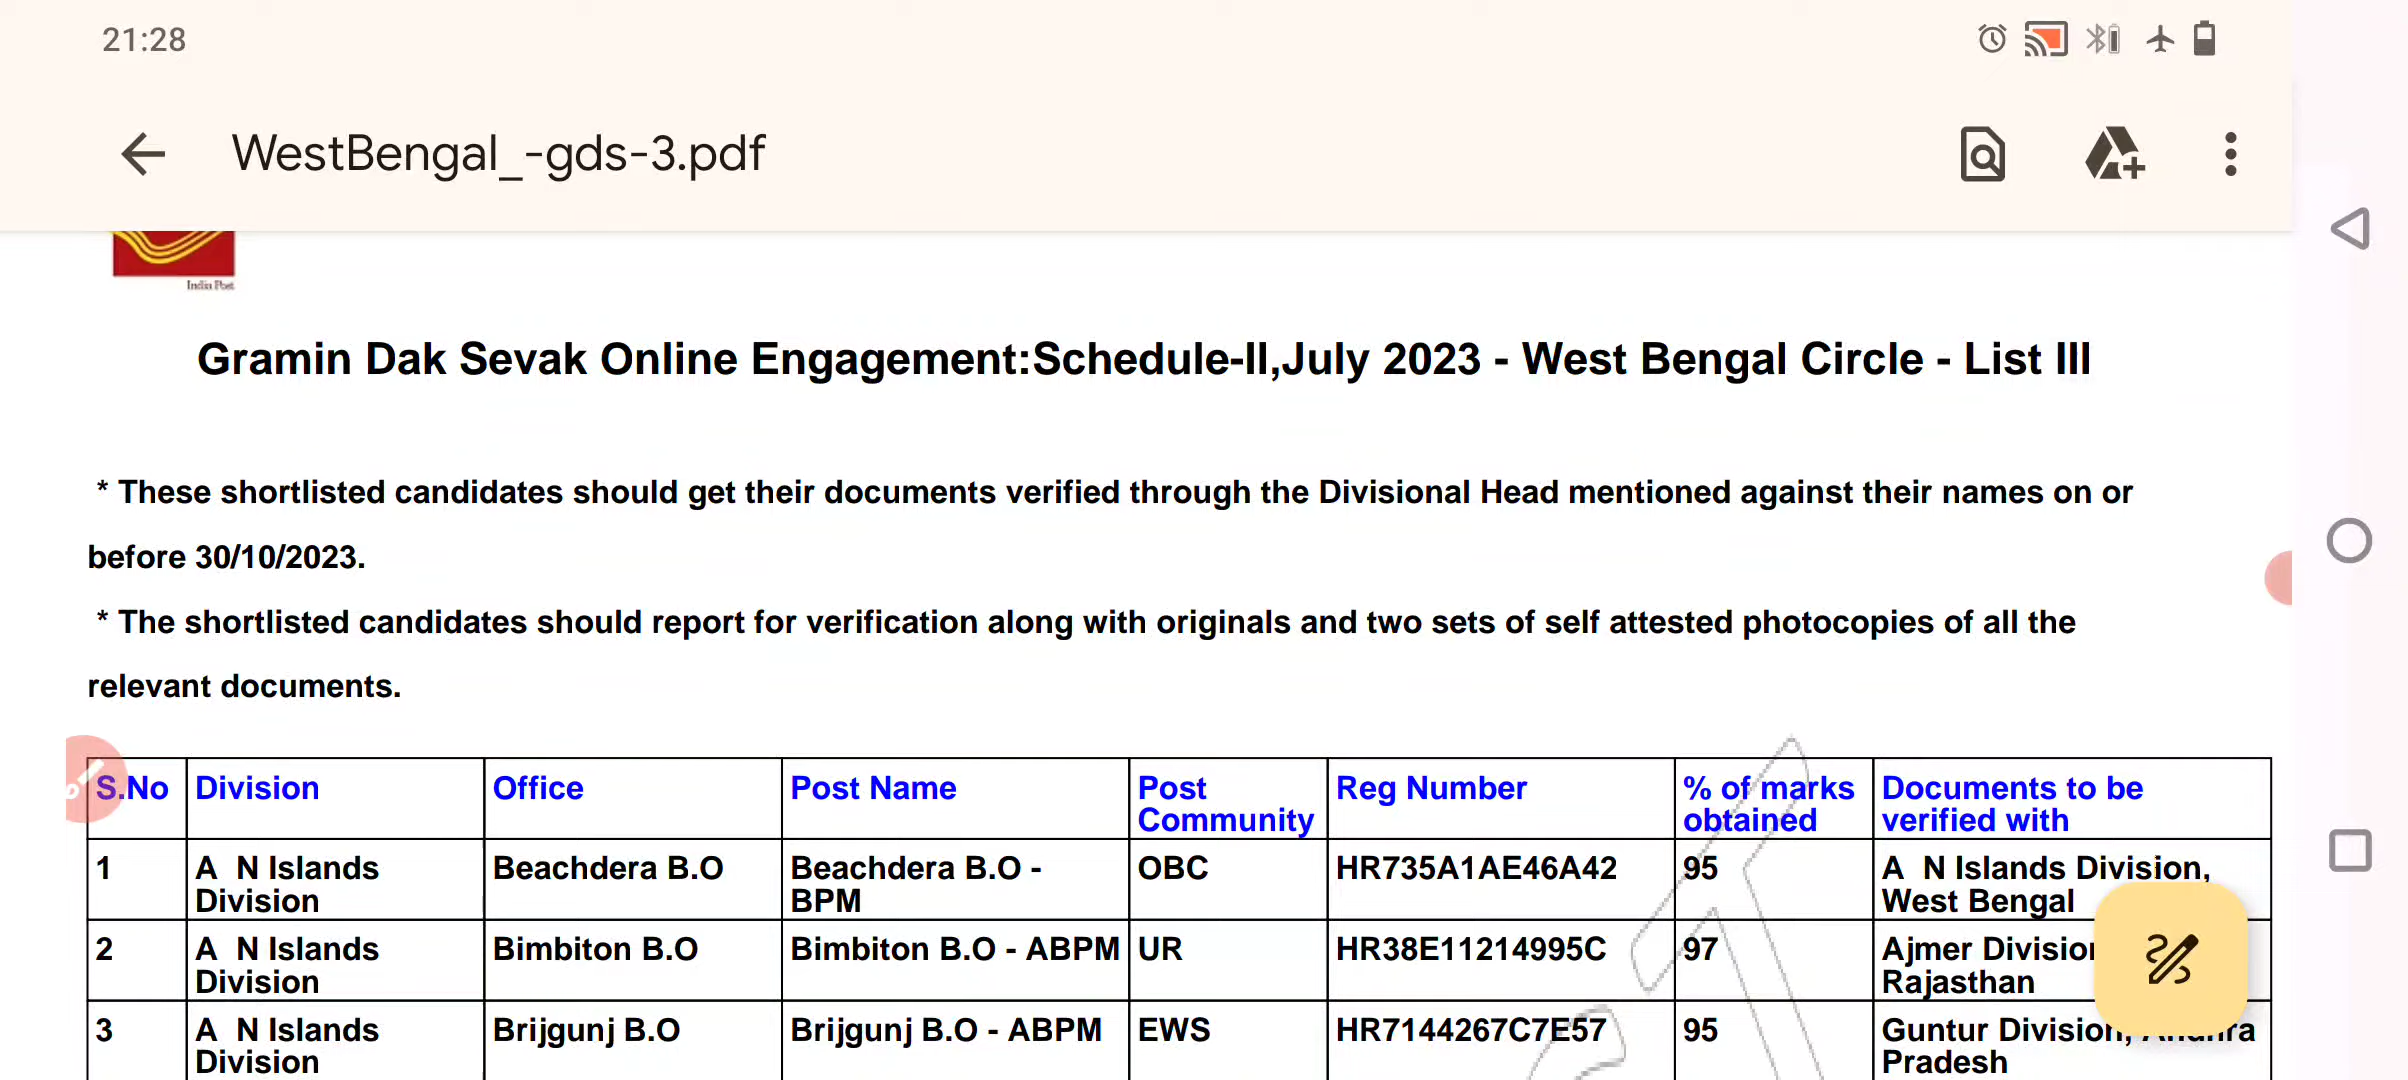 21:28
WestBengal_-gds-3.pdf
India Post
Gramin Dak Sevak Online Engagement:Schedule-II,July 2023 - West Bengal Circle - List III
* These shortlisted candidates should get their documents verified through the Divisional Head mentioned against their names on or
before 30/10/2023.
* The shortlisted candidates should report for verification along with originals and two sets of self attested photocopies of all the
relevant documents.
S.No Division Office Post Name Post Community Reg Number % of marks obtained Documents to be verified with
1 A N Islands Division Beachdera B.O Beachdera B.O - BPM OBC HR735A1AE46A42 95 A N Islands Division, West Bengal
2 A N Islands Division Bimbiton B.O Bimbiton B.O - ABPM UR HR38E11214995C 97 Ajmer Rajasthan
3 A N Islands Division Brijgunj B.O Brijgunj B.O - ABPM EWS HR7144267C7E57 95 Guntur Division, Pradesh